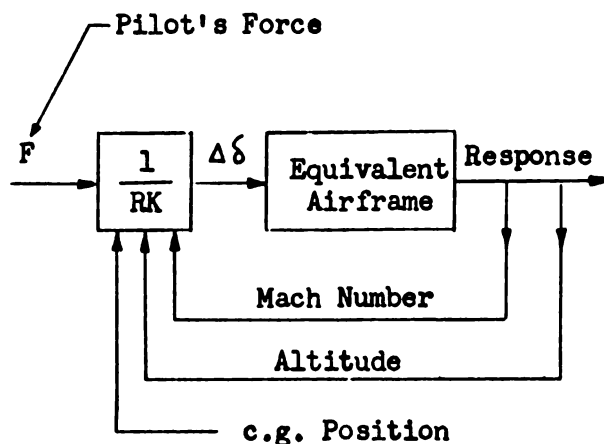 Pilot's Force
F
1
RK
Δδ
Equivalent
Airframe
Response
Mach Number
Altitude
c.g. Position